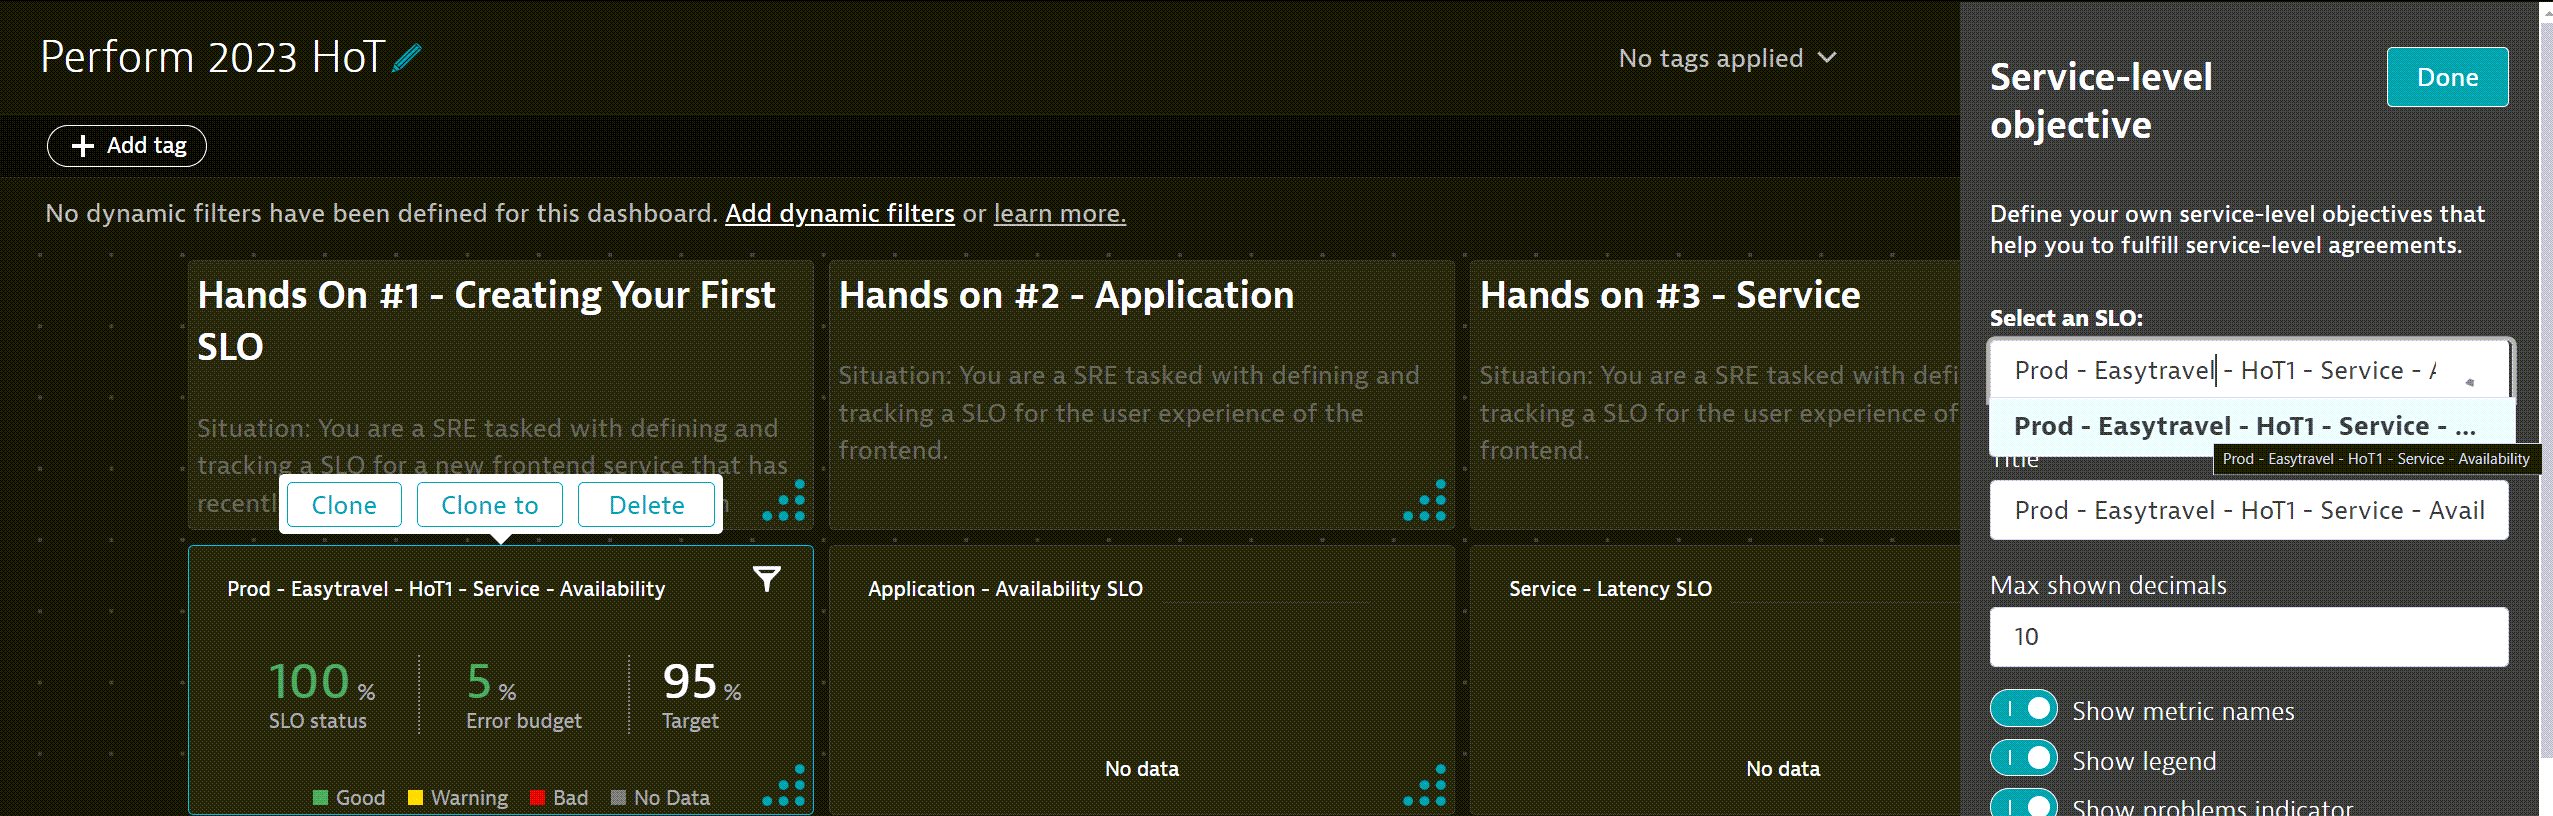 Perform 2023 HoT
No tags applied
Add tag
No dynamic filters have been defined for this dashboard. Add dynamic filters or learn more.
Hands On #1 - Creating Your First
SLO
Situation: You are a SRE tasked with defining and
tracking a SLO for a new frontend service that has
recentl
Clone
Clone to
Delete
Hands on #2 - Application
Situation: You are a SRE tasked with defining and
tracking a SLO for the user experience of the
frontend.
Hands on #3 - Service
Situation: You are a SRE tasked with defi
tracking a SLO for the user experience of
frontend.
Prod - Easytravel - HoT1 - Service - Availability
100 %
SLO status
5 %
Error budget
95 %
Target
Good
Warning
Bad
No Data
Application - Availability SLO
No data
Service - Latency SLO
No data
Service-level
objective
Done
Define your own service-level objectives that
help you to fulfill service-level agreements.
Select an SLO:
Prod - Easytravel - HoT1 - Service - A
Prod - Easytravel - HoT1 - Service - ...
Prod - Easytravel - HoT1 - Service - Availability
Title
Prod - Easytravel - HoT1 - Service - Avail
Max shown decimals
10
Show metric names
Show legend
Show problems indicator